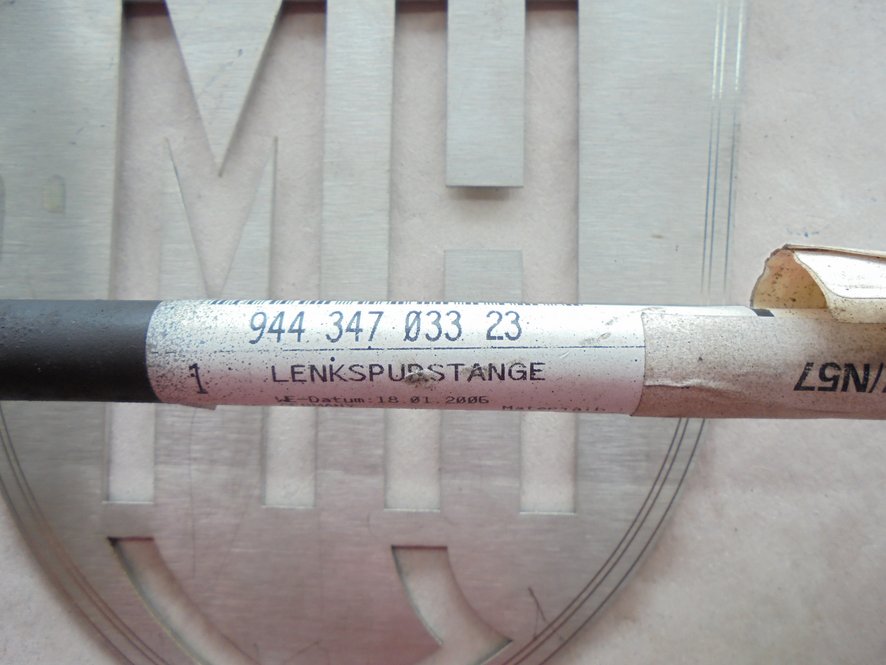 944 347 033 23
1 LENKSPURSTANGE
WE-Datum:18.01.2006
/N57